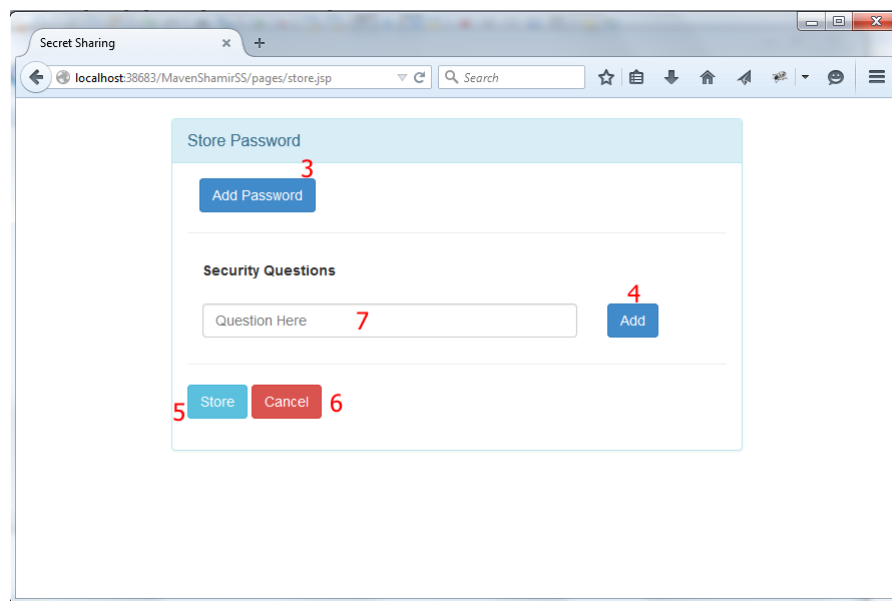 Secret Sharing
localhost:38683/MavenShamirSS/pages/store.jsp
Search
Store Password
3
Add Password
Security Questions
4
Question Here 7 Add
5 Store Cancel 6